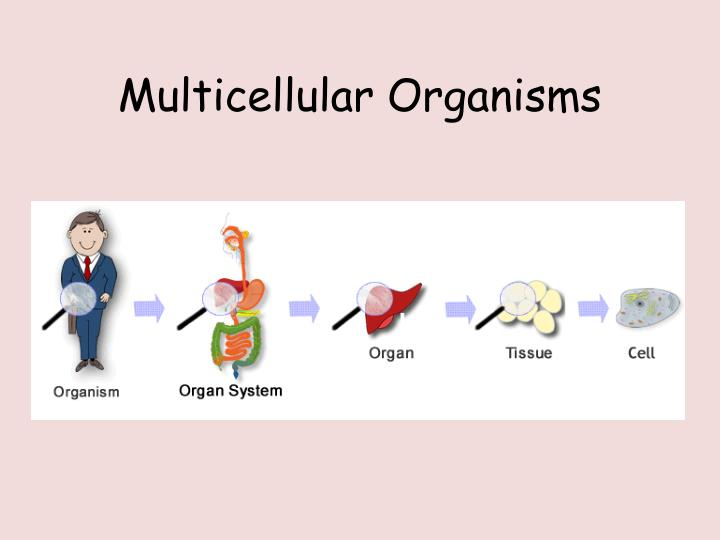 Multicellular Organisms
Organism
Organ System
Organ
Tissue
Cell